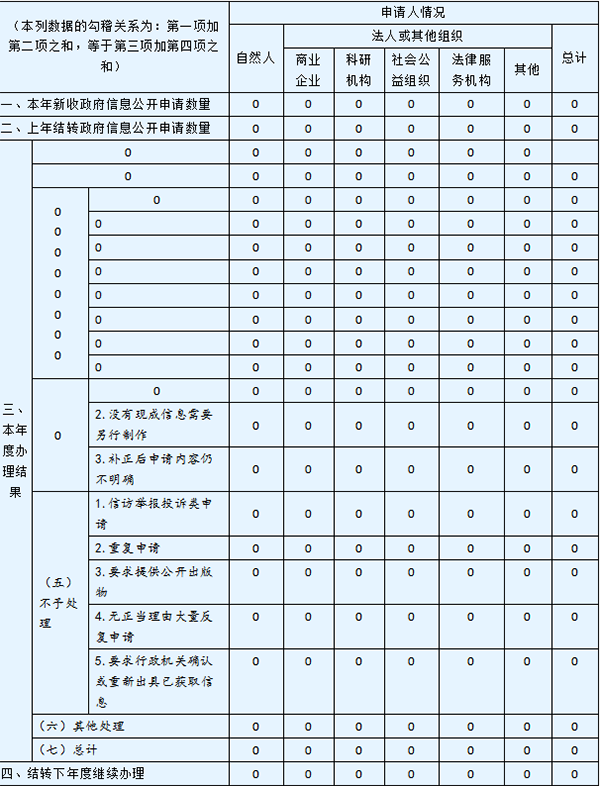 （本列数据的勾稽关系为：第一项加
第二项之和，等于第三项加第四项之
和）
申请人情况
自然人
法人或其他组织
总计
商业
企业
科研
机构
社会公
益组织
法律服
务机构
其他
一、本年新收政府信息公开申请数量 0 0 0 0 0 0 0
二、上年结转政府信息公开申请数量 0 0 0 0 0 0 0
三、
本年
度办
理结
果
0 0 0 0 0 0 0
0 0 0 0 0 0 0 0
0
0
0
0
0
0
0
0
0 0 0 0 0 0 0 0
0 0 0 0 0 0 0 0
0 0 0 0 0 0 0 0
0 0 0 0 0 0 0 0
0 0 0 0 0 0 0 0
0 0 0 0 0 0 0 0
0 0 0 0 0 0 0 0
0 0 0 0 0 0 0 0
0
0 0 0 0 0 0 0 0
2.没有现成信息需要
另行制作
0 0 0 0 0 0 0
3.补正后申请内容仍
不明确
0 0 0 0 0 0 0
（五）
不予处
理
1.信访举报投诉类申
请
0 0 0 0 0 0 0
2.重复申请 0 0 0 0 0 0 0
3.要求提供公开出版
物
0 0 0 0 0 0 0
4.无正当理由大量反
复申请
0 0 0 0 0 0 0
5.要求行政机关确认
或重新出具已获取信
息
0 0 0 0 0 0 0
（六）其他处理 0 0 0 0 0 0 0
（七）总计 0 0 0 0 0 0 0
四、结转下年度继续办理 0 0 0 0 0 0 0